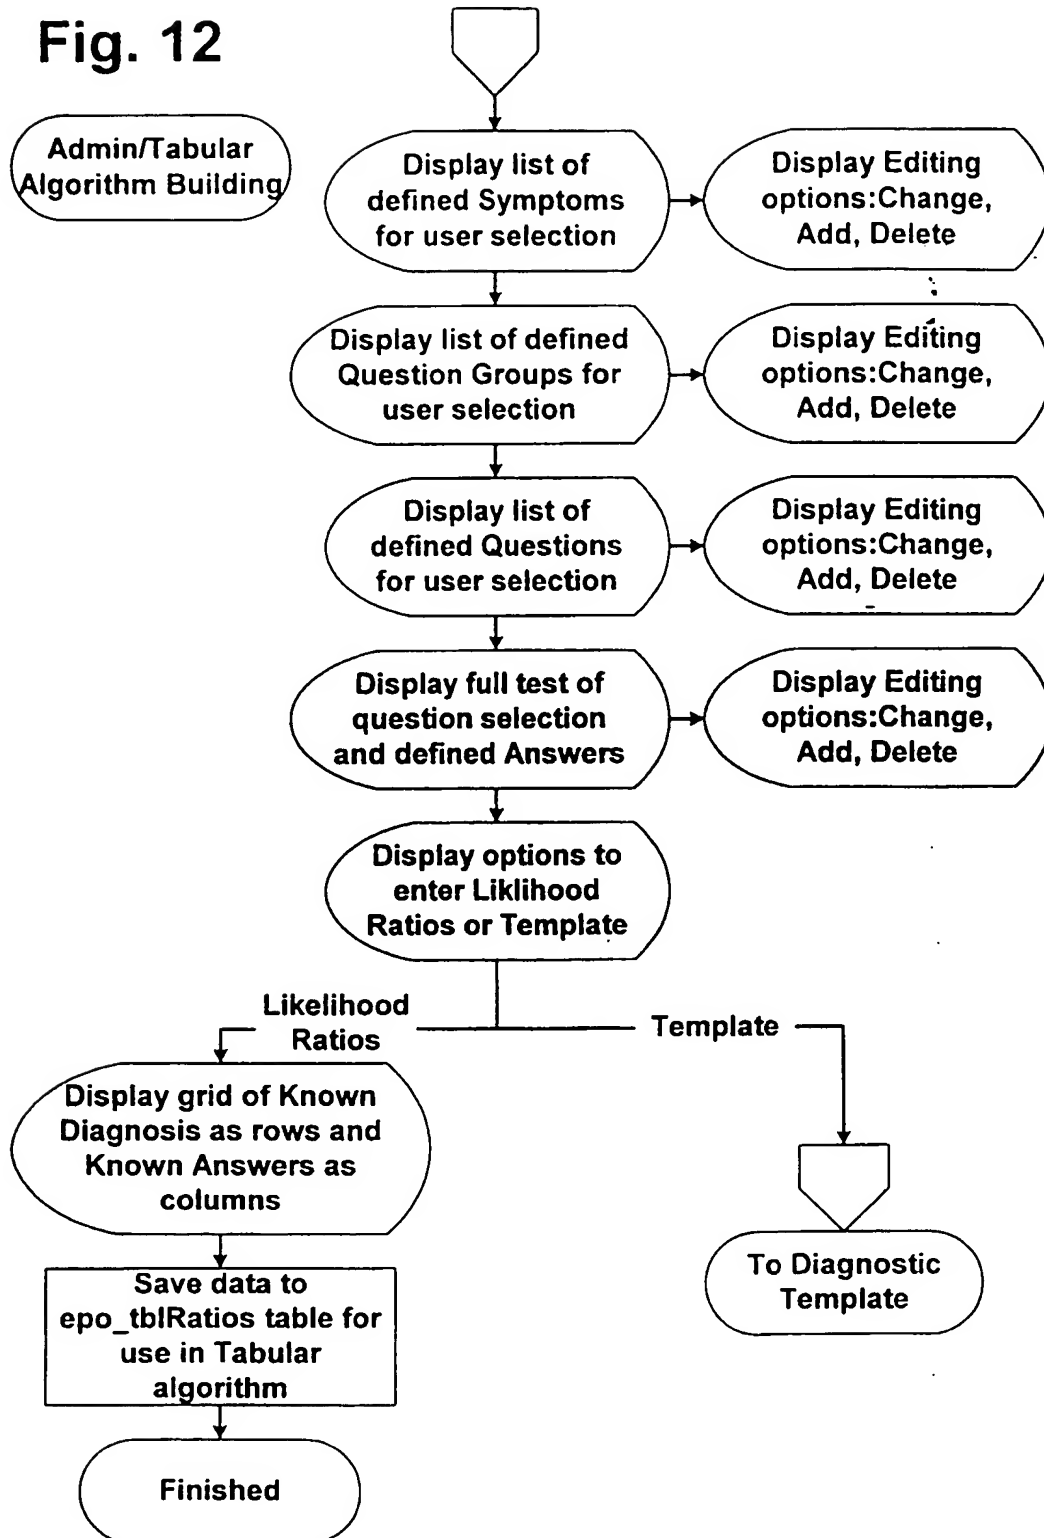 Fig. 12
Admin/Tabular
Algorithm Building
Display list of
defined Symptoms
for user selection
Display Editing
options:Change,
Add, Delete
Display list of defined
Question Groups for
user selection
Display Editing
options:Change,
Add, Delete
Display list of
defined Questions
for user selection
Display Editing
options:Change,
Add, Delete
Display full test of
question selection
and defined Answers
Display Editing
options:Change,
Add, Delete
Display options to
enter Liklihood
Ratios or Template
Likelihood
Ratios
Template
Display grid of Known
Diagnosis as rows and
Known Answers as
columns
Save data to
epo_tblRatios table for
use in Tabular
algorithm
Finished
To Diagnostic
Template